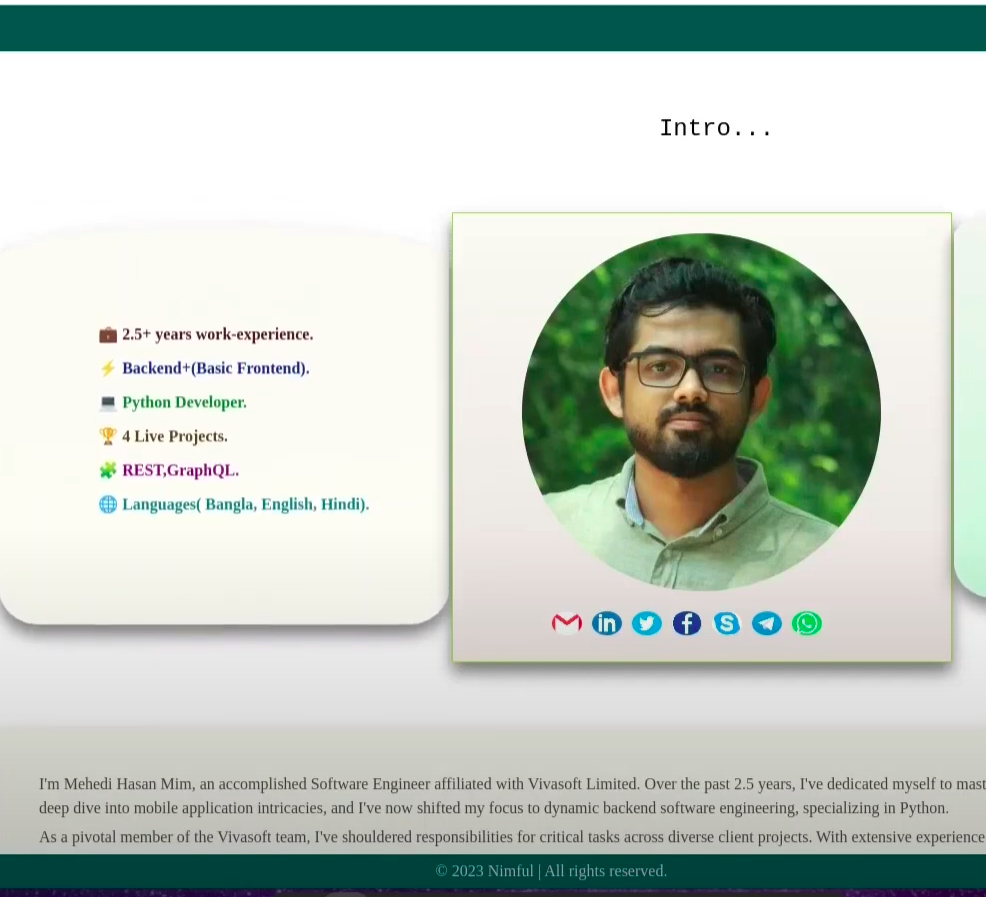 Intro...
2.5+ years work-experience.
Backend+(Basic Frontend).
Python Developer.
4 Live Projects.
REST,GraphQL.
Languages( Bangla, English, Hindi).
in
I'm Mehedi Hasan Mim, an accomplished Software Engineer affiliated with Vivasoft Limited. Over the past 2.5 years, I've dedicated myself to mast
deep dive into mobile application intricacies, and I've now shifted my focus to dynamic backend software engineering, specializing in Python.
As a pivotal member of the Vivasoft team, I've shouldered responsibilities for critical tasks across diverse client projects. With extensive experience
© 2023 Nimful | All rights reserved.